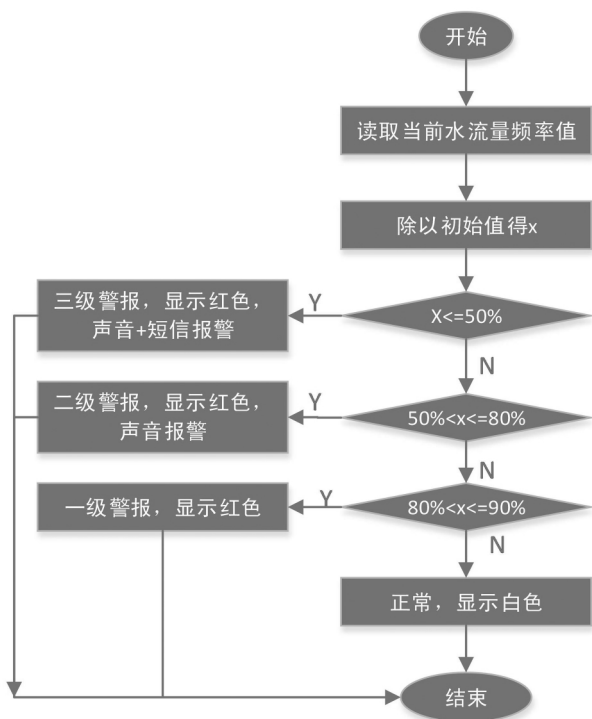 开始
读取当前水流量频率值
除以初始值得x
三级警报，显示红色，
声音+短信报警
Y
X<=50%
N
二级警报，显示红色，
声音报警
Y
50%<x<=80%
N
一级警报，显示红色
Y
80%<x<=90%
N
正常，显示白色
结束